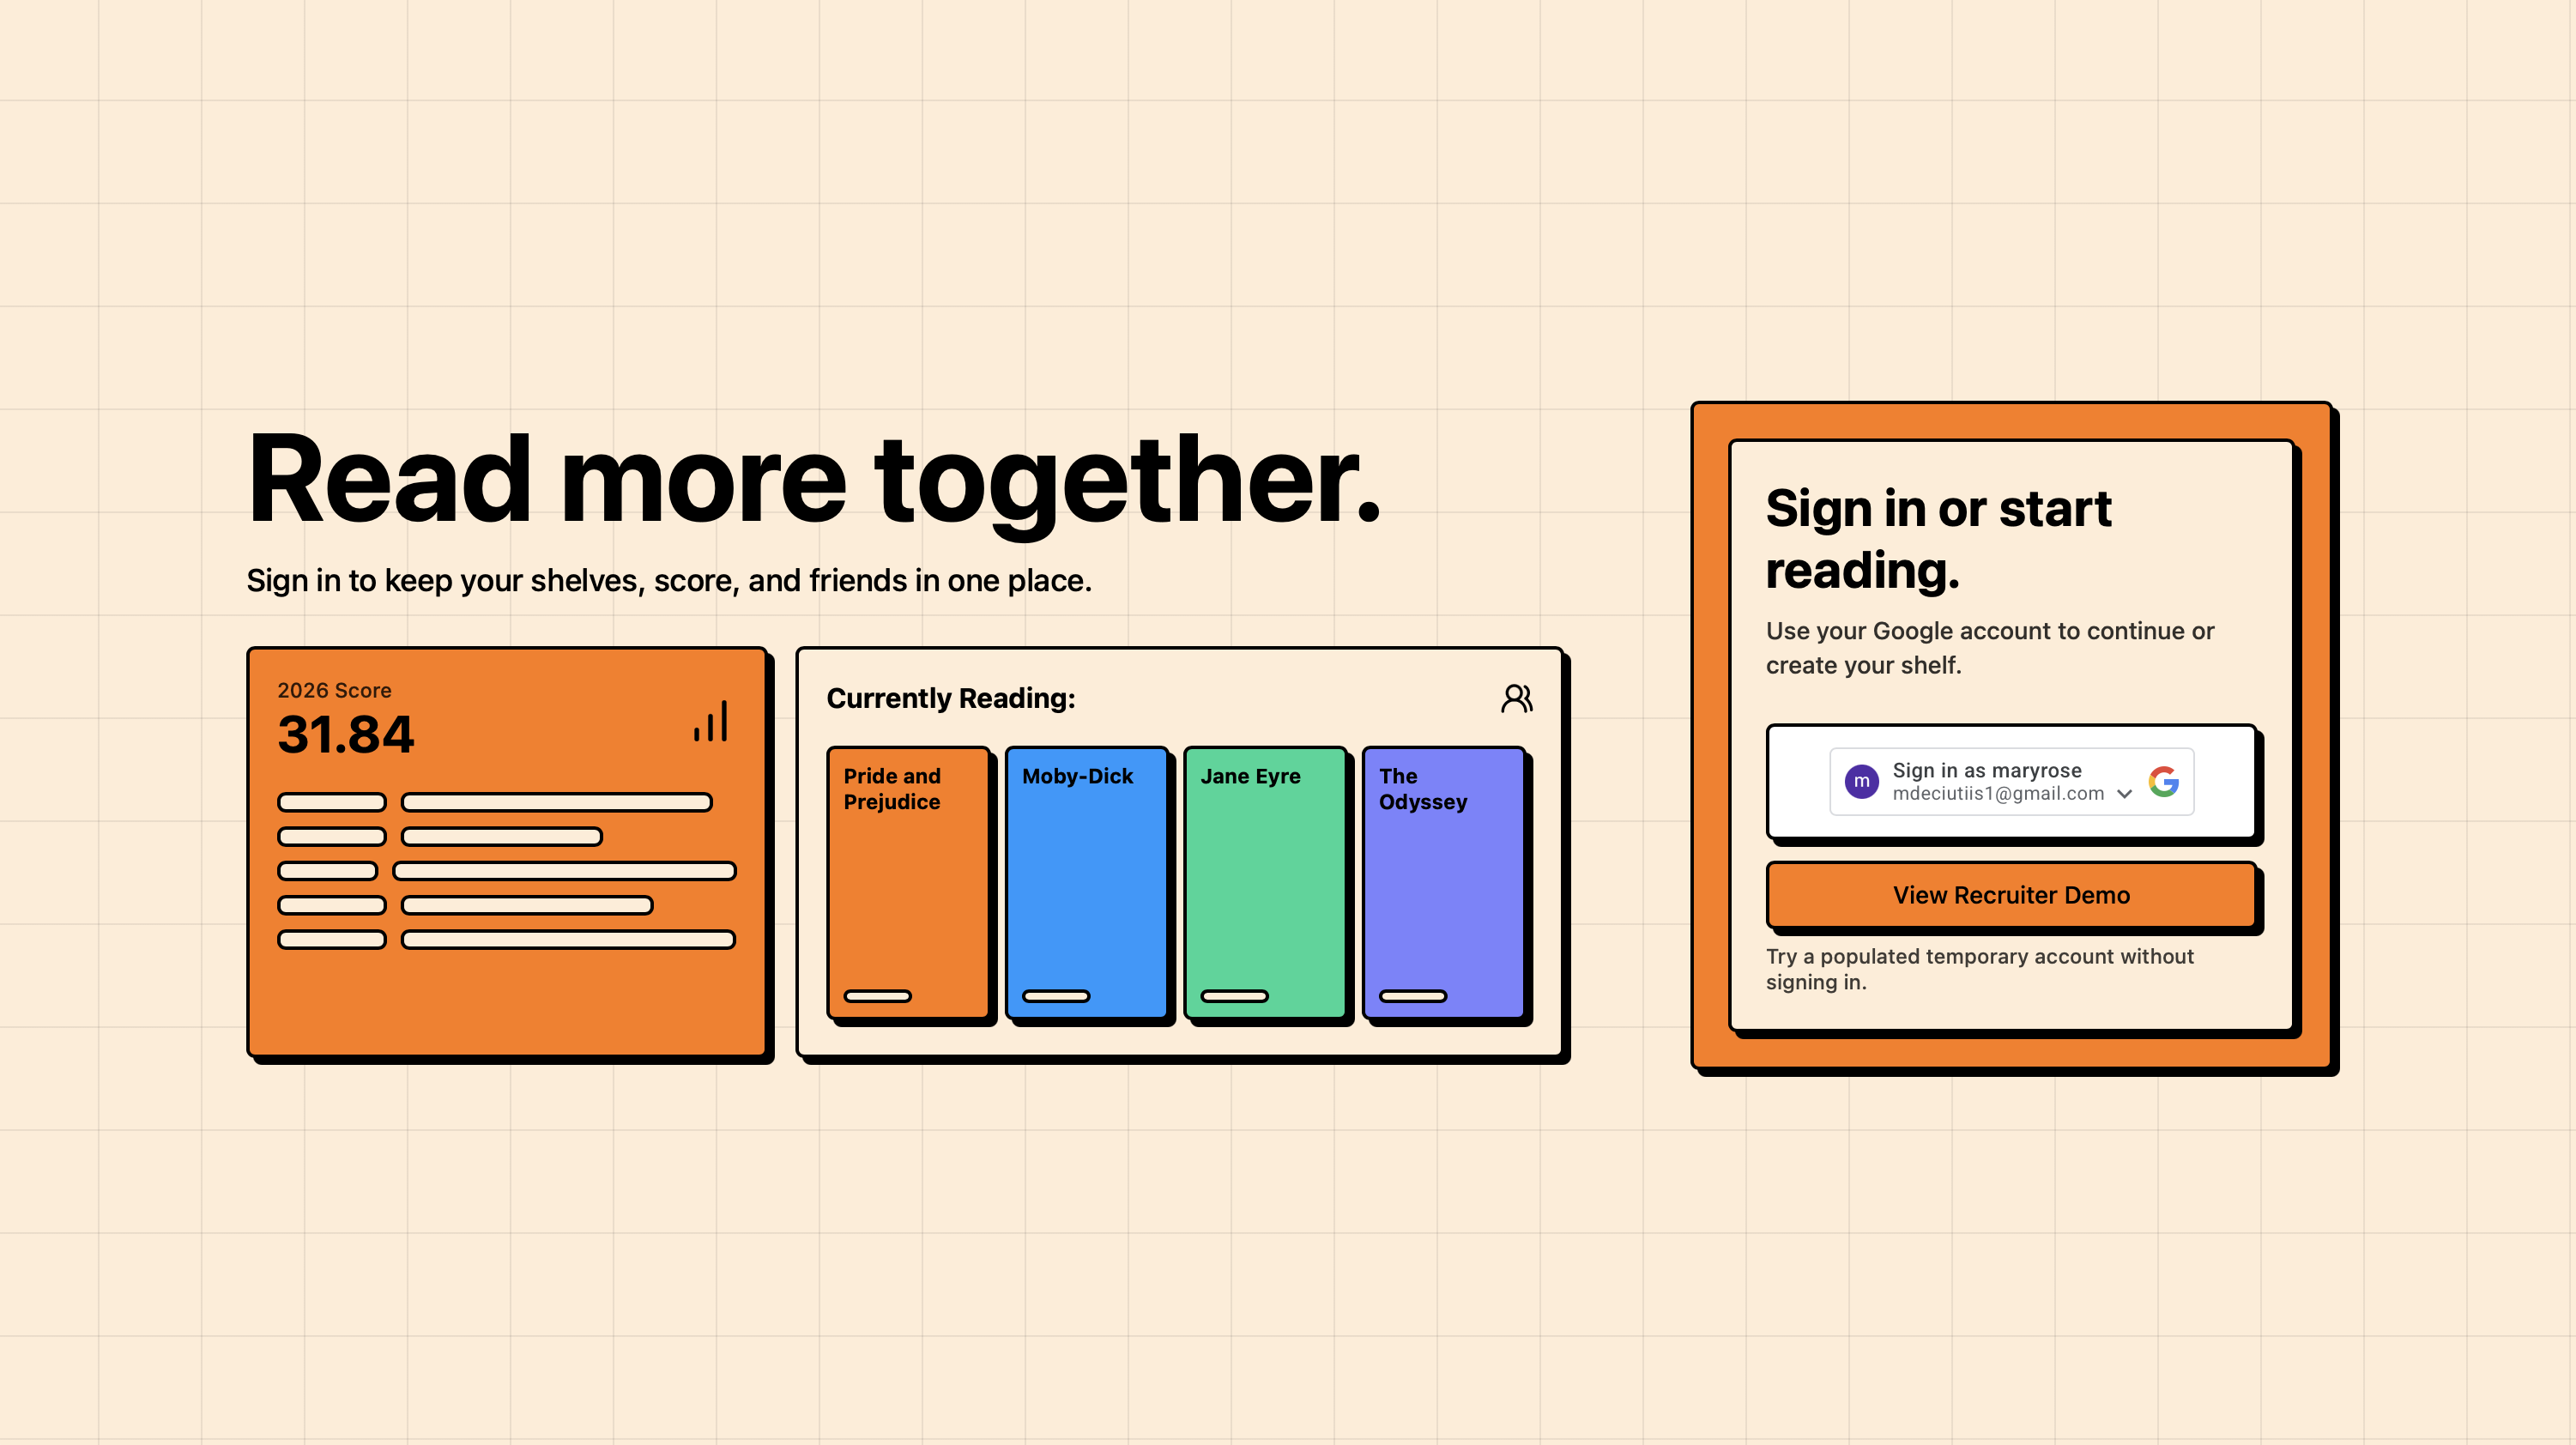 Read more together.
Sign in to keep your shelves, score, and friends in one place.
2026 Score
31.84
Currently Reading:
Pride and
Prejudice
Moby-Dick
Jane Eyre
The
Odyssey
Sign in or start
reading.
Use your Google account to continue or
create your shelf.
m
Sign in as maryrose
mdeciutiis1@gmail.com
View Recruiter Demo
Try a populated temporary account without
signing in.